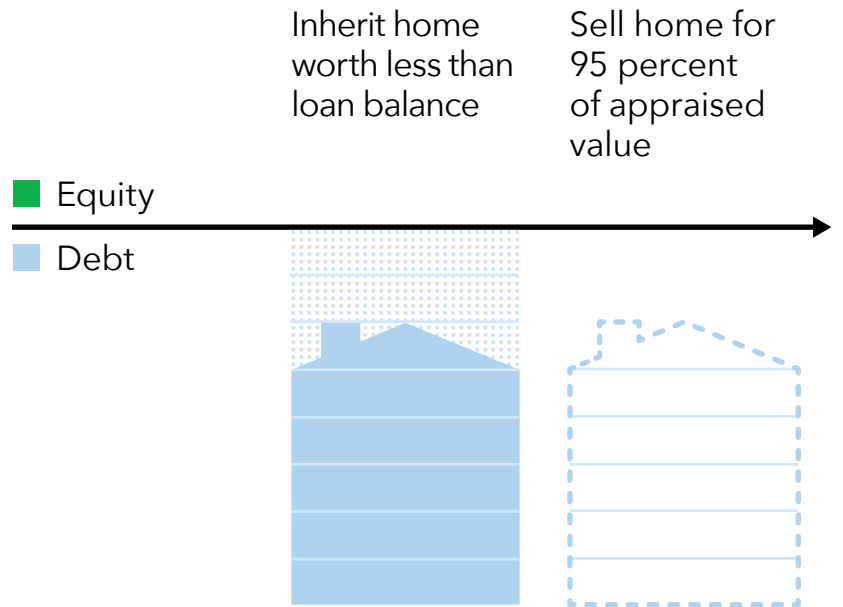 Inherit home
worth less than
loan balance
Sell home for
95 percent
of appraised
value
Equity
Debt